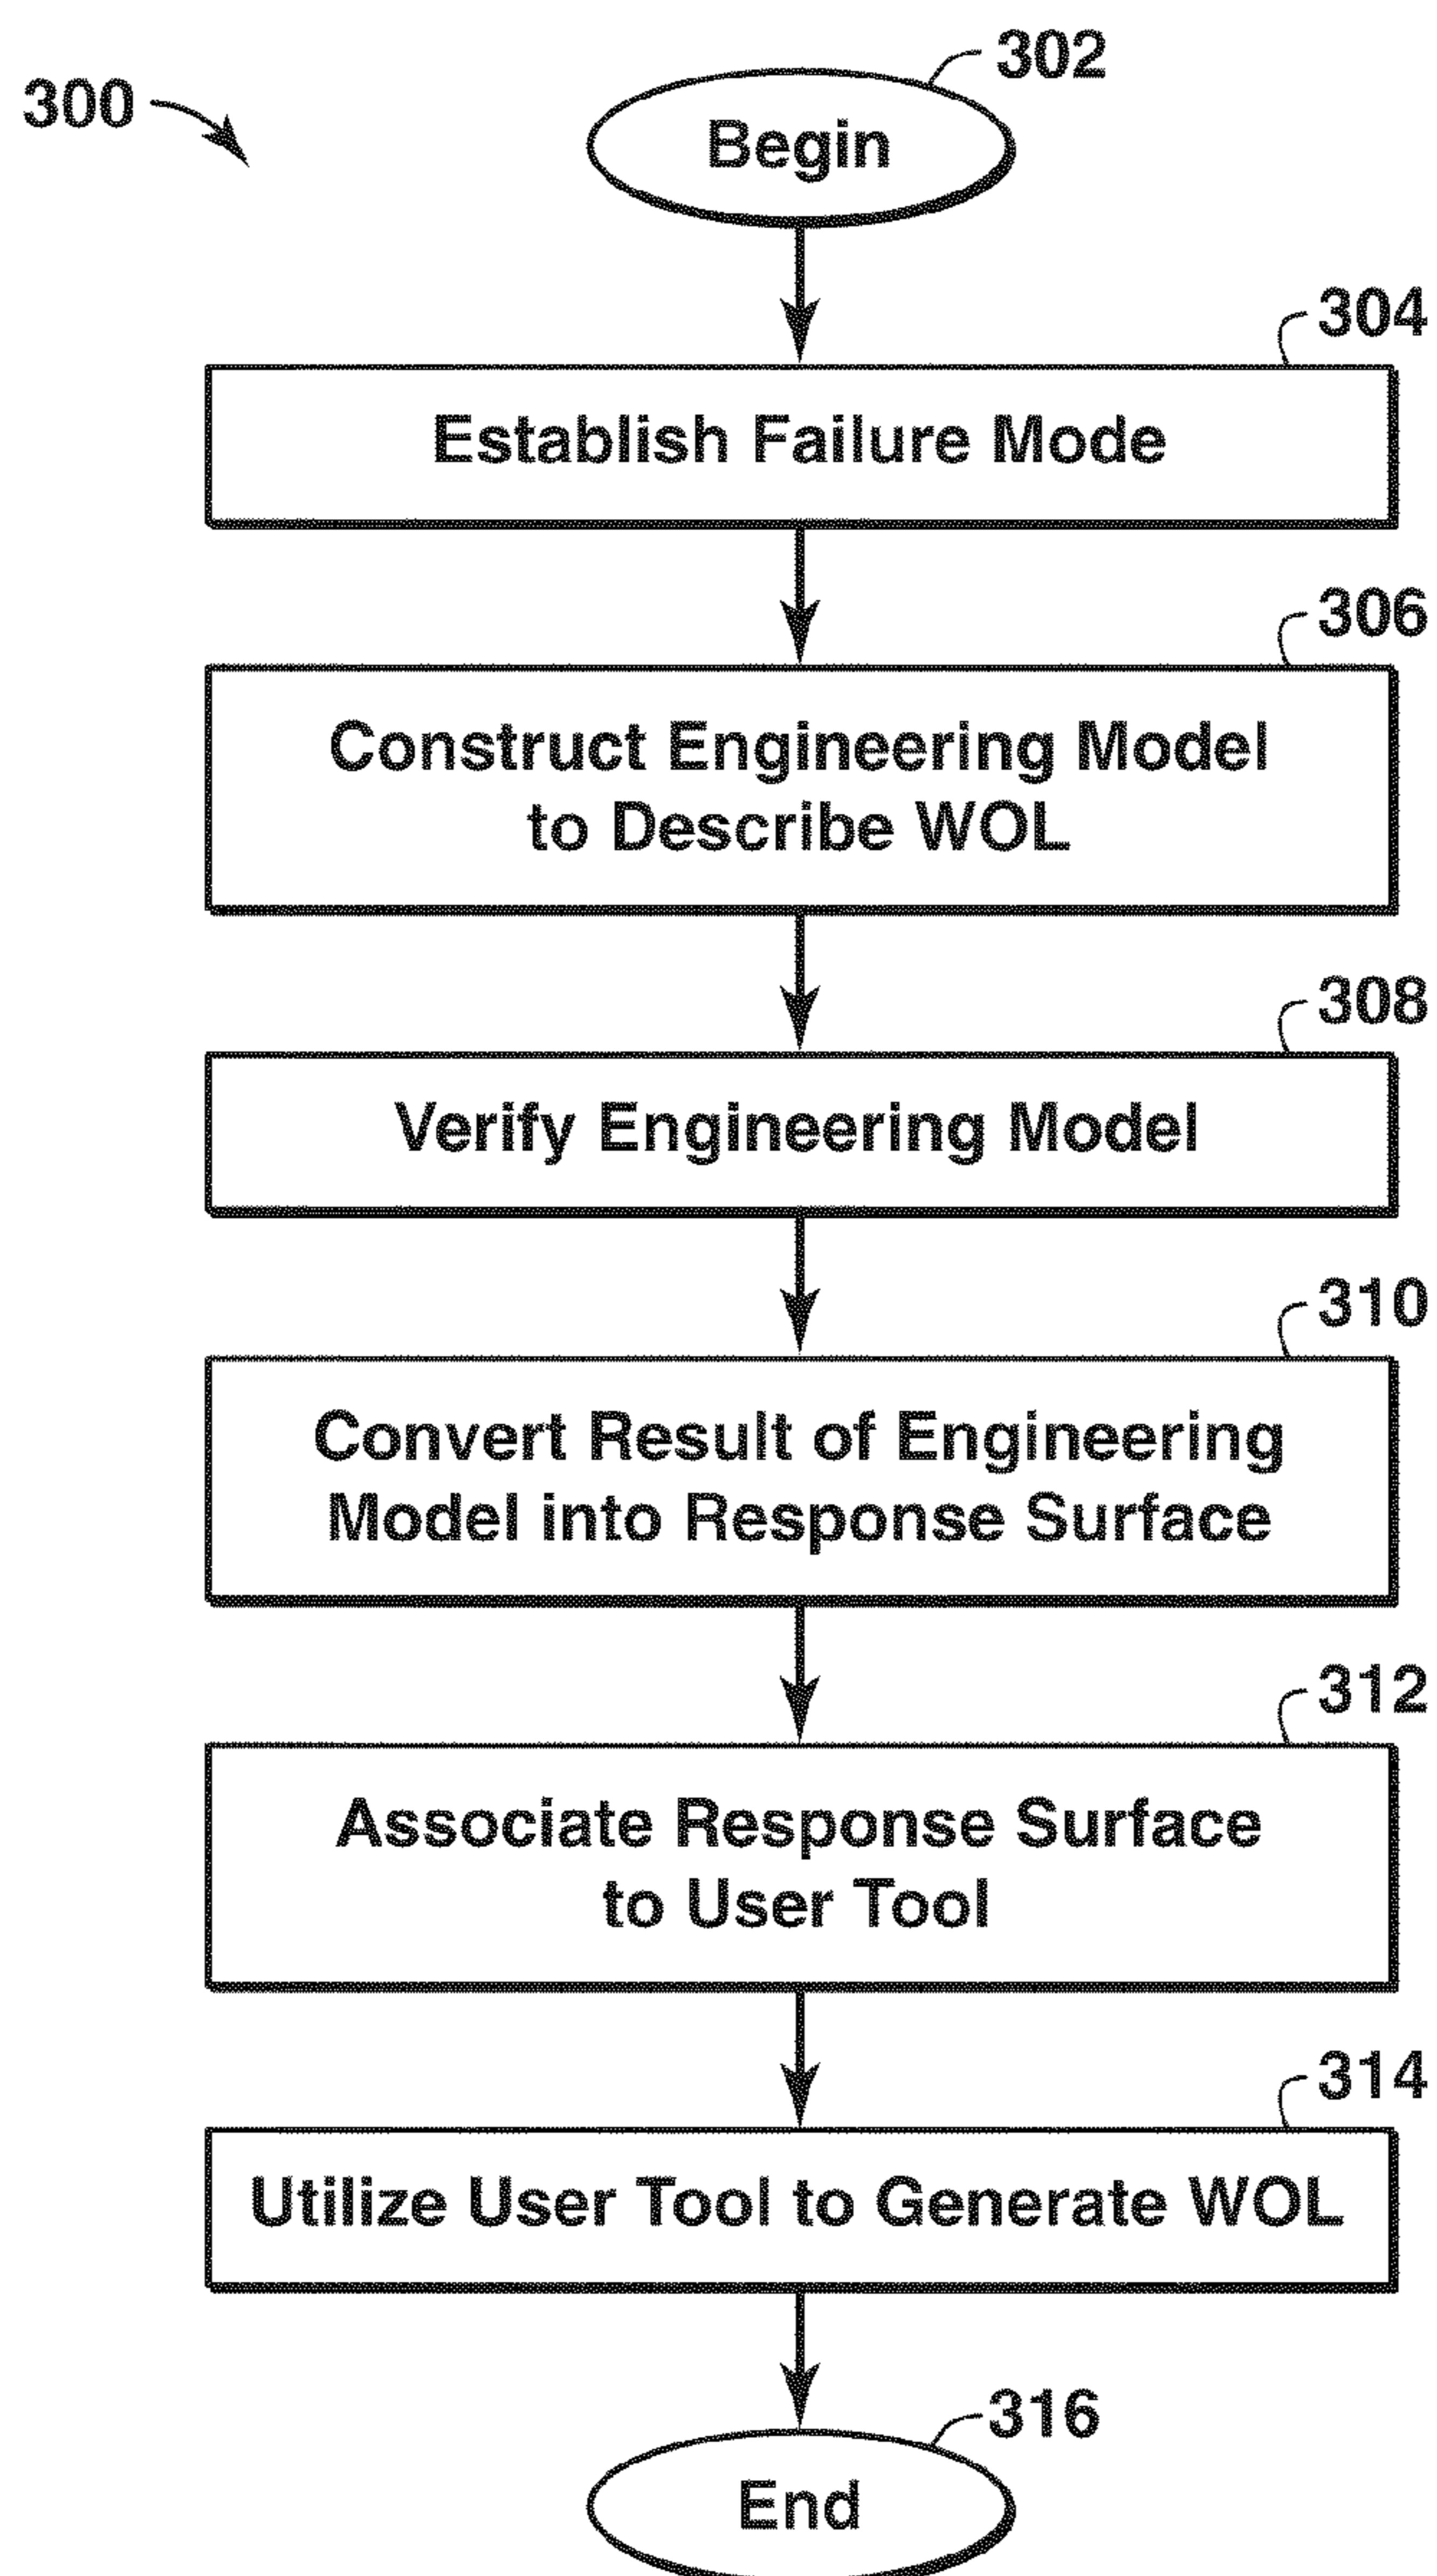 302
300
Begin
304
Establish Failure Mode
306
Construct Engineering Model
to Describe WOL
308
Verify Engineering Model
310
Convert Result of Engineering
Model into Response Surface
312
Associate Response Surface
to User Tool
314
Utilize User Tool to Generate WOL
316
End